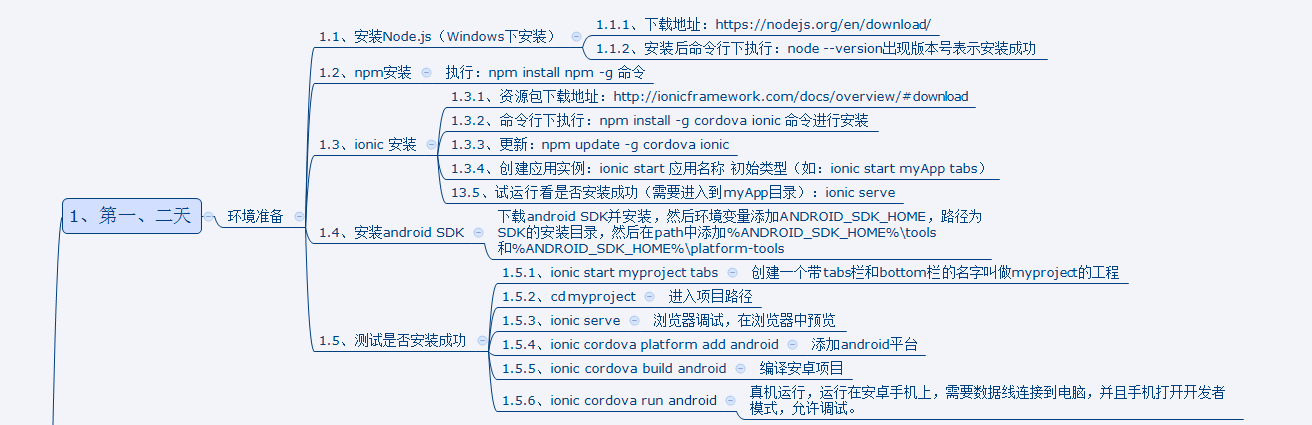 1、第一、二天
环境准备
1.1、安装Node.js（Windows下安装）
1.1.1、下载地址：https://nodejs.org/en/download/
1.1.2、安装后命令行下执行：node --version出现版本号表示安装成功
1.2、npm安装
执行：npm install npm -g 命令
1.3、ionic 安装
1.3.1、资源包下载地址：http://ionicframework.com/docs/overview/#download
1.3.2、命令行下执行：npm install -g cordova ionic 命令进行安装
1.3.3、更新：npm update -g cordova ionic
1.3.4、创建应用实例：ionic start 应用名称 初始类型（如：ionic start myApp tabs）
13.5、试运行看是否安装成功（需要进入到myApp目录）：ionic serve
1.4、安装android SDK
下载android SDK并安装，然后环境变量添加ANDROID_SDK_HOME，路径为
SDK的安装目录，然后在path中添加%ANDROID_SDK_HOME%\tools
和%ANDROID_SDK_HOME%\platform-tools
1.5、测试是否安装成功
1.5.1、ionic start myproject tabs
创建一个带tabs栏和bottom栏的名字叫做myproject的工程
1.5.2、cd myproject
进入项目路径
1.5.3、ionic serve
浏览器调试，在浏览器中预览
1.5.4、ionic cordova platform add android
添加android平台
1.5.5、ionic cordova build android
编译安卓项目
1.5.6、ionic cordova run android
真机运行，运行在安卓手机上，需要数据线连接到电脑，并且手机打开开发者
模式，允许调试。